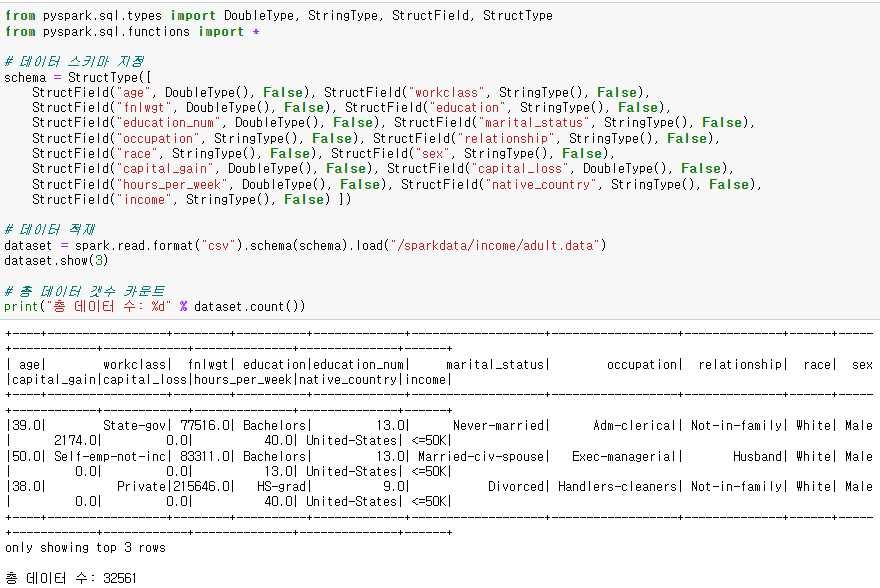 from pyspark.sql.types import DoubleType, StringType, StructField, StructType
from pyspark.sql.functions import *

# 데이터 스키마 지정
schema = StructType([
    StructField("age", DoubleType(), False), StructField("workclass", StringType(), False),
    StructField("fnlwgt", DoubleType(), False), StructField("education", StringType(), False),
    StructField("education_num", DoubleType(), False), StructField("marital_status", StringType(), False),
    StructField("occupation", StringType(), False), StructField("relationship", StringType(), False),
    StructField("race", StringType(), False), StructField("sex", StringType(), False),
    StructField("capital_gain", DoubleType(), False), StructField("capital_loss", DoubleType(), False),
    StructField("hours_per_week", DoubleType(), False), StructField("native_country", StringType(), False),
    StructField("income", StringType(), False) ])

# 데이터 적재
dataset = spark.read.format("csv").schema(schema).load("/sparkdata/income/adult.data")
dataset.show(3)

# 총 데이터 갯수 카운트
print("총 데이터 수: %d" % dataset.count())
+----+-----------------+--------+----------+-------------+-------------------+------------------+--------------+------+-----
+------------+------------+--------------+--------------+------+
| age|        workclass|  fnlwgt| education|education_num|     marital_status|        occupation|  relationship|  race|  sex
|capital_gain|capital_loss|hours_per_week|native_country|income|
+----+-----------------+--------+----------+-------------+-------------------+------------------+--------------+------+-----
+------------+------------+--------------+--------------+------+
|39.0|        State-gov| 77516.0| Bachelors|         13.0|      Never-married|      Adm-clerical| Not-in-family| White| Male
|      2174.0|         0.0|          40.0| United-States| <=50K|
|50.0| Self-emp-not-inc| 83311.0| Bachelors|         13.0| Married-civ-spouse|   Exec-managerial|       Husband| White| Male
|         0.0|         0.0|          13.0| United-States| <=50K|
|38.0|          Private|215646.0|   HS-grad|          9.0|           Divorced| Handlers-cleaners| Not-in-family| White| Male
|         0.0|         0.0|          40.0| United-States| <=50K|
+----+-----------------+--------+----------+-------------+-------------------+------------------+--------------+------+-----
+------------+------------+--------------+--------------+------+
only showing top 3 rows

총 데이터 수: 32561